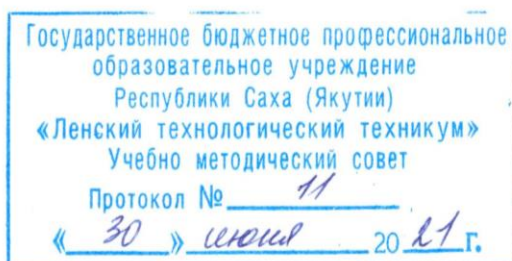 Государственное бюджетное профессиональное
образовательное учреждение
Республики Саха (Якутии)
«Ленский технологический техникум»
Учебно методический совет
Протокол № 11
« 30 » июня 20 21 г.